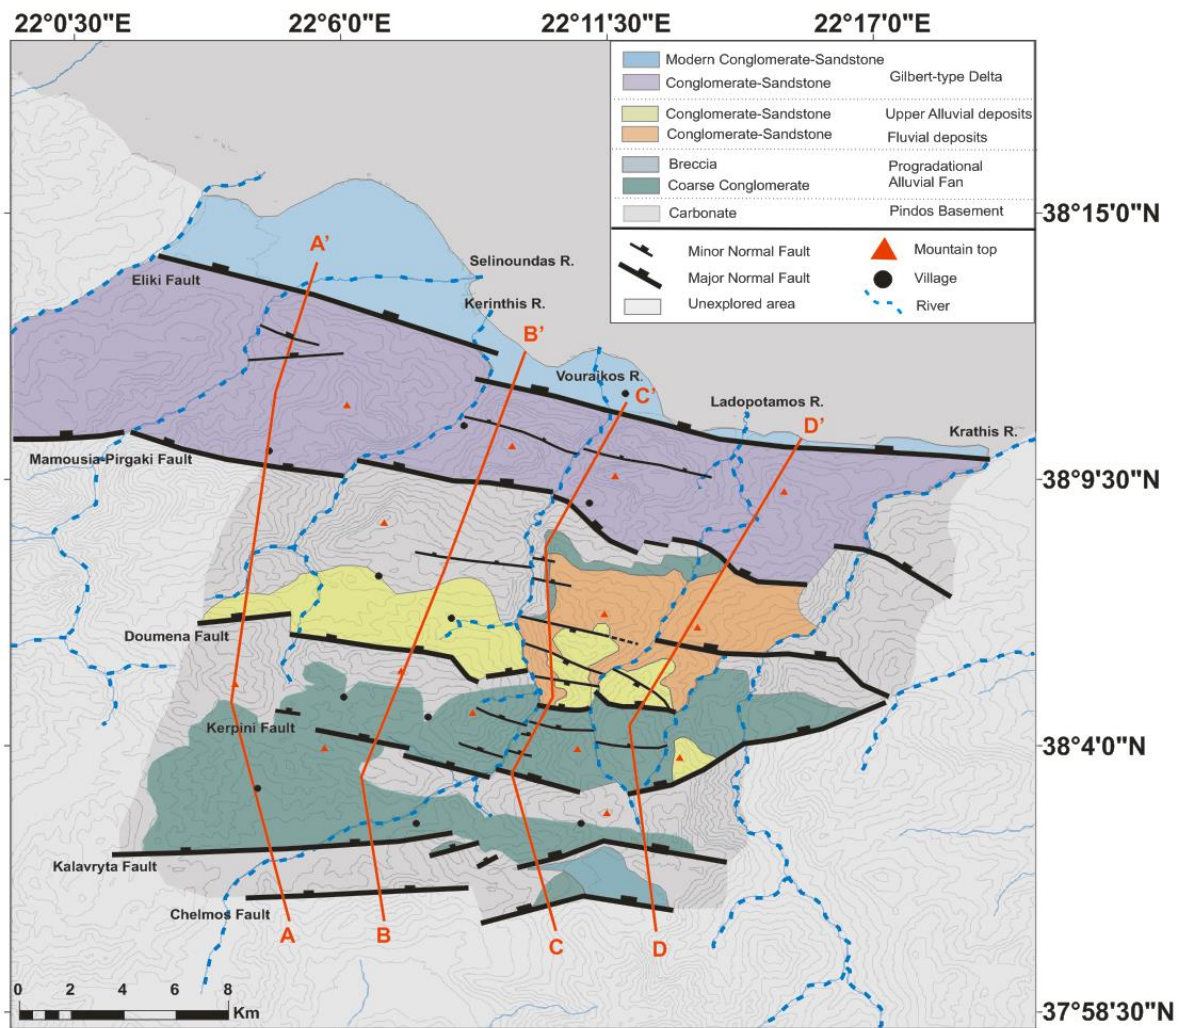 22°0'30"E 22°6'0"E 22°11'30"E 22°17'0"E
Modern Conglomerate-Sandstone
Conglomerate-Sandstone
Gilbert-type Delta
Conglomerate-Sandstone
Upper Alluvial deposits
Conglomerate-Sandstone
Fluvial deposits
Breccia
Coarse Conglomerate
Progradational
Alluvial Fan
Carbonate
Pindos Basement
Minor Normal Fault
Mountain top
Major Normal Fault
Village
Unexplored area
River
38°15'0"N
A'
Selinoundas R.
Eliki Fault
Kerinthis R.
B'
Vouraikos R.
C'
Ladopotamos R.
D'
Krathis R.
Mamousia-Pirgaki Fault
38°9'30"N
Doumena Fault
Kerpini Fault
38°4'0"N
Kalavryta Fault
Chelmos Fault
A
B
C
D
0 2 4 6 8
Km
37°58'30"N